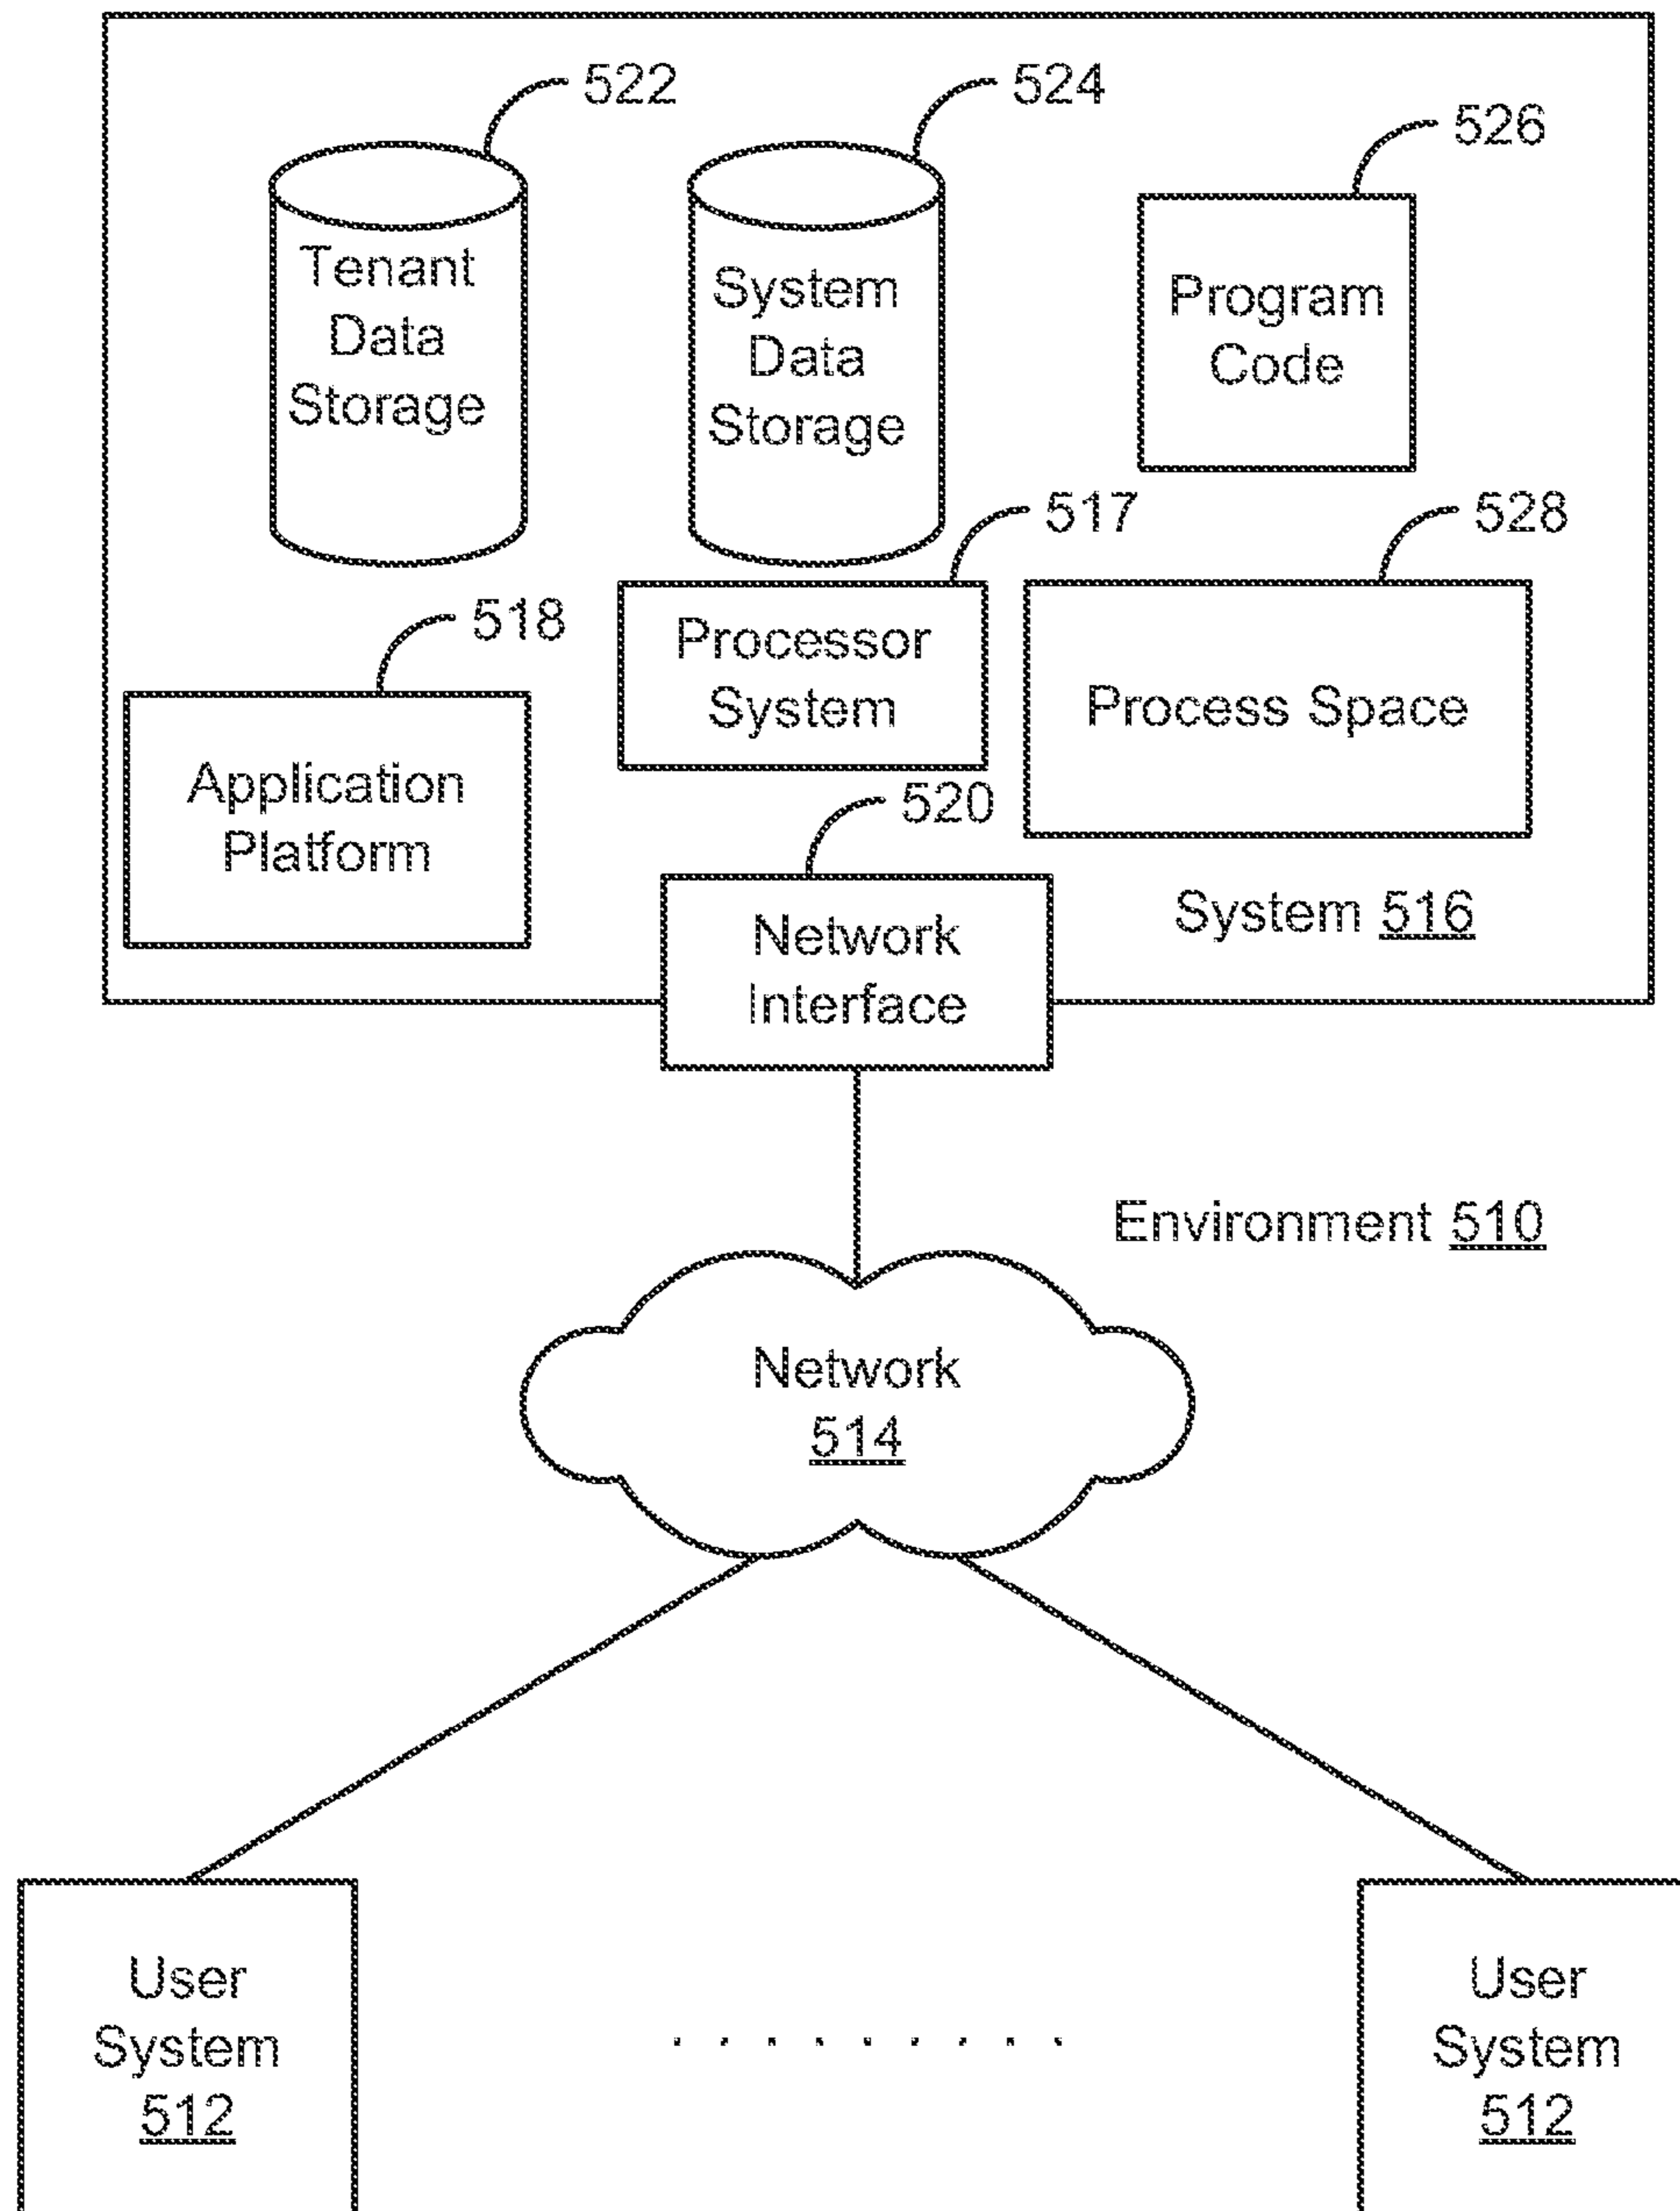 522
524
526
Tenant
Data
Storage
System
Data
Storage
Program
Code
517
528
518
Processor
System
Process Space
Application
Platform
520
Network
Interface
System 516
Environment 510
Network
514
User
System
512
. . . . . . . . .
User
System
512